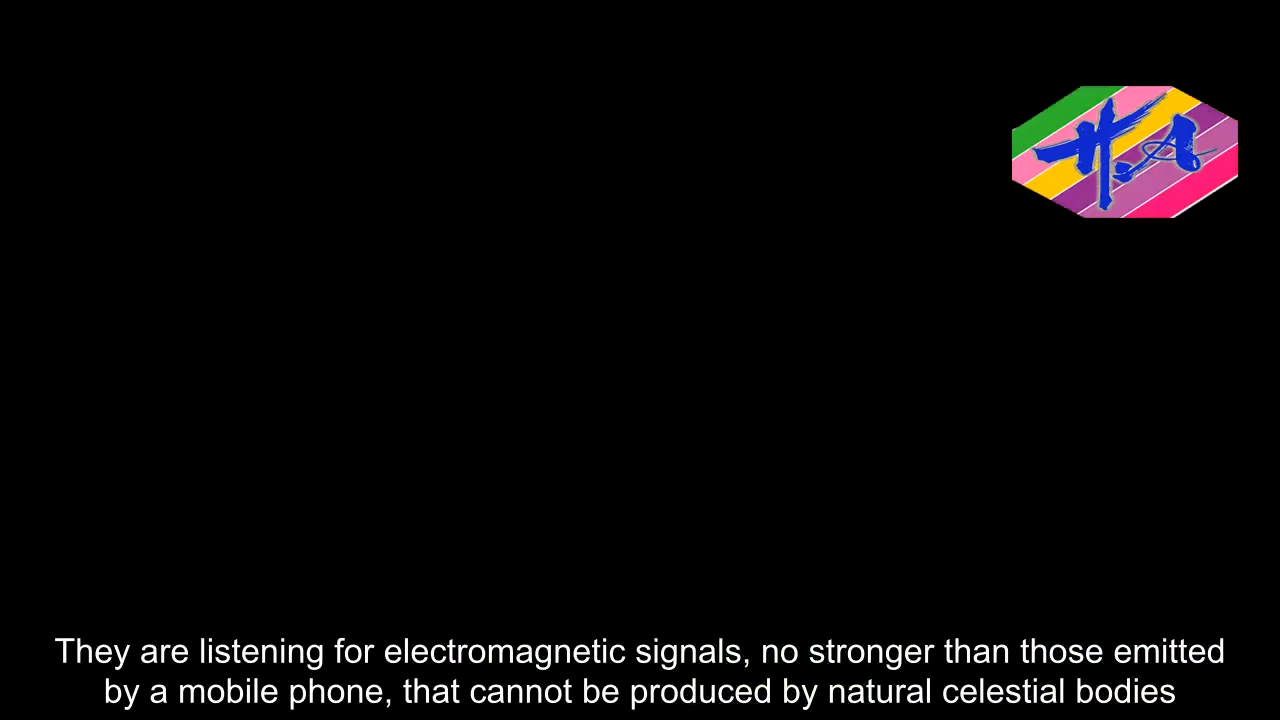 They are listening for electromagnetic signals, no stronger than those emitted
by a mobile phone, that cannot be produced by natural celestial bodies